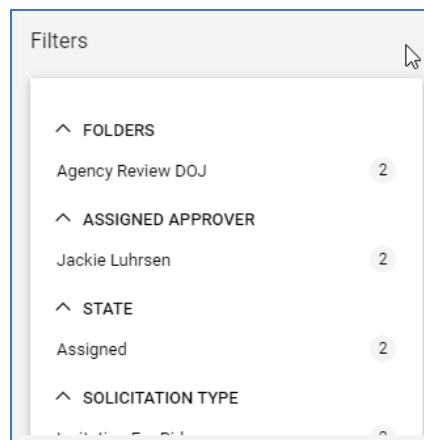 Filters
FOLDERS
Agency Review DOJ 2
ASSIGNED APPROVER
Jackie Luhrsen 2
STATE
Assigned 2
SOLICITATION TYPE